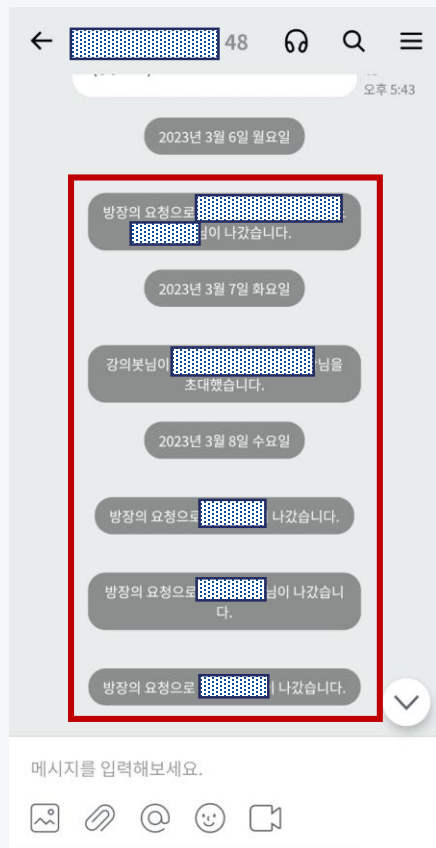 48
오후 5:43
2023년 3월 6일 월요일
방장의 요청으로
님이 나갔습니다.
2023년 3월 7일 화요일
강의봇님이 님을
초대했습니다.
2023년 3월 8일 수요일
방장의 요청으로 나갔습니다.
방장의 요청으로 님이 나갔습니
다.
방장의 요청으로 나갔습니다.
메시지를 입력해보세요.